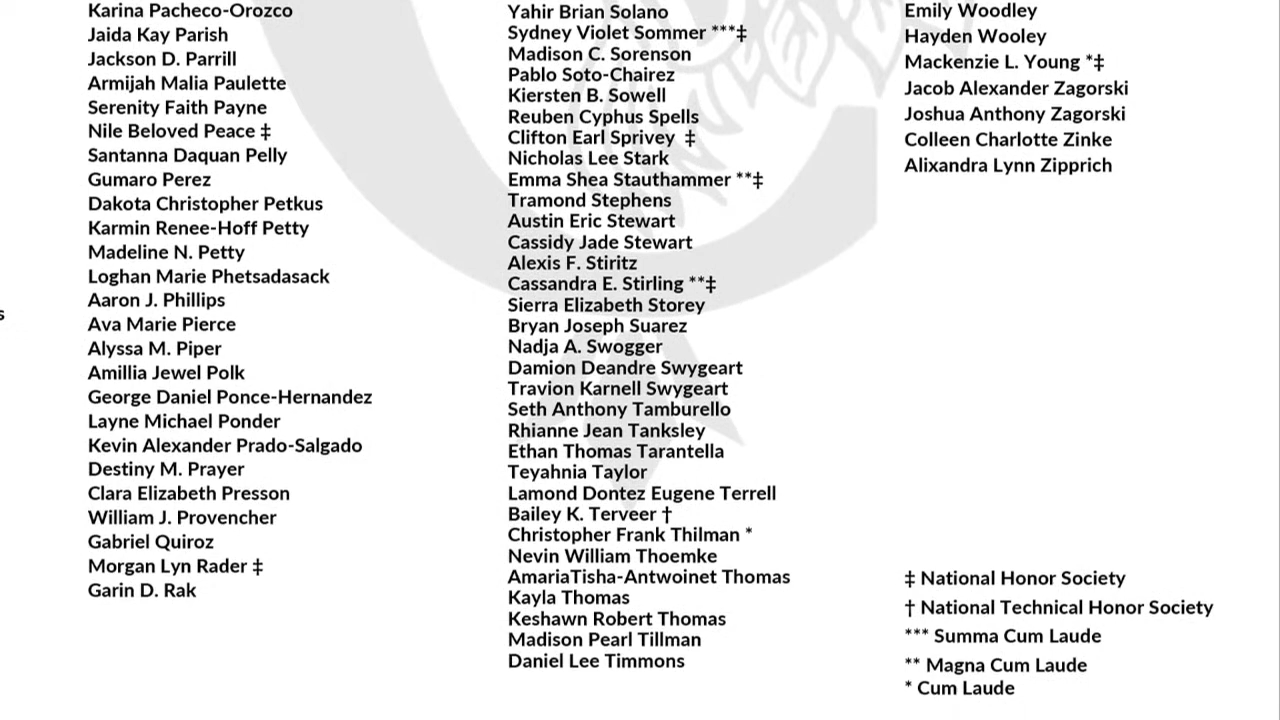 Karina Pacheco-Orozco
Jaida Kay Parish
Jackson D. Parrill
Armijah Malia Paulette
Serenity Faith Payne
Nile Beloved Peace ‡
Santanna Daquan Pelly
Gumaro Perez
Dakota Christopher Petkus
Karmin Renee-Hoff Petty
Madeline N. Petty
Loghan Marie Phetsadasack
Aaron J. Phillips
Ava Marie Pierce
Alyssa M. Piper
Amillia Jewel Polk
George Daniel Ponce-Hernandez
Layne Michael Ponder
Kevin Alexander Prado-Salgado
Destiny M. Prayer
Clara Elizabeth Presson
William J. Provencher
Gabriel Quiroz
Morgan Lyn Rader ‡
Garin D. Rak
Yahir Brian Solano
Sydney Violet Sommer ***‡
Madison C. Sorenson
Pablo Soto-Chairez
Kiersten B. Sowell
Reuben Cyphus Spells
Clifton Earl Sprivey ‡
Nicholas Lee Stark
Emma Shea Stauthammer **‡
Tramond Stephens
Austin Eric Stewart
Cassidy Jade Stewart
Alexis F. Stiritz
Cassandra E. Stirling **‡
Sierra Elizabeth Storey
Bryan Joseph Suarez
Nadja A. Swogger
Damion Deandre Swygeart
Travion Karnell Swygeart
Seth Anthony Tamburello
Rhianne Jean Tanksley
Ethan Thomas Tarantella
Teyahnia Taylor
Lamond Dontez Eugene Terrell
Bailey K. Terveer †
Christopher Frank Thilman *
Nevin William Thoemke
AmariaTisha-Antwoinet Thomas
Kayla Thomas
Keshawn Robert Thomas
Madison Pearl Tillman
Daniel Lee Timmons
Emily Woodley
Hayden Wooley
Mackenzie L. Young *‡
Jacob Alexander Zagorski
Joshua Anthony Zagorski
Colleen Charlotte Zinke
Alixandra Lynn Zipprich
‡ National Honor Society
† National Technical Honor Society
*** Summa Cum Laude
** Magna Cum Laude
* Cum Laude